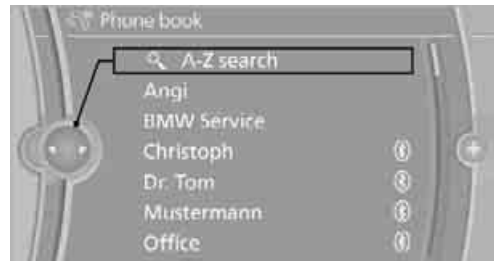 Phone book
A-Z search
Angi
BMW Service
Christoph
Dr. Tom
Mustermann
Office